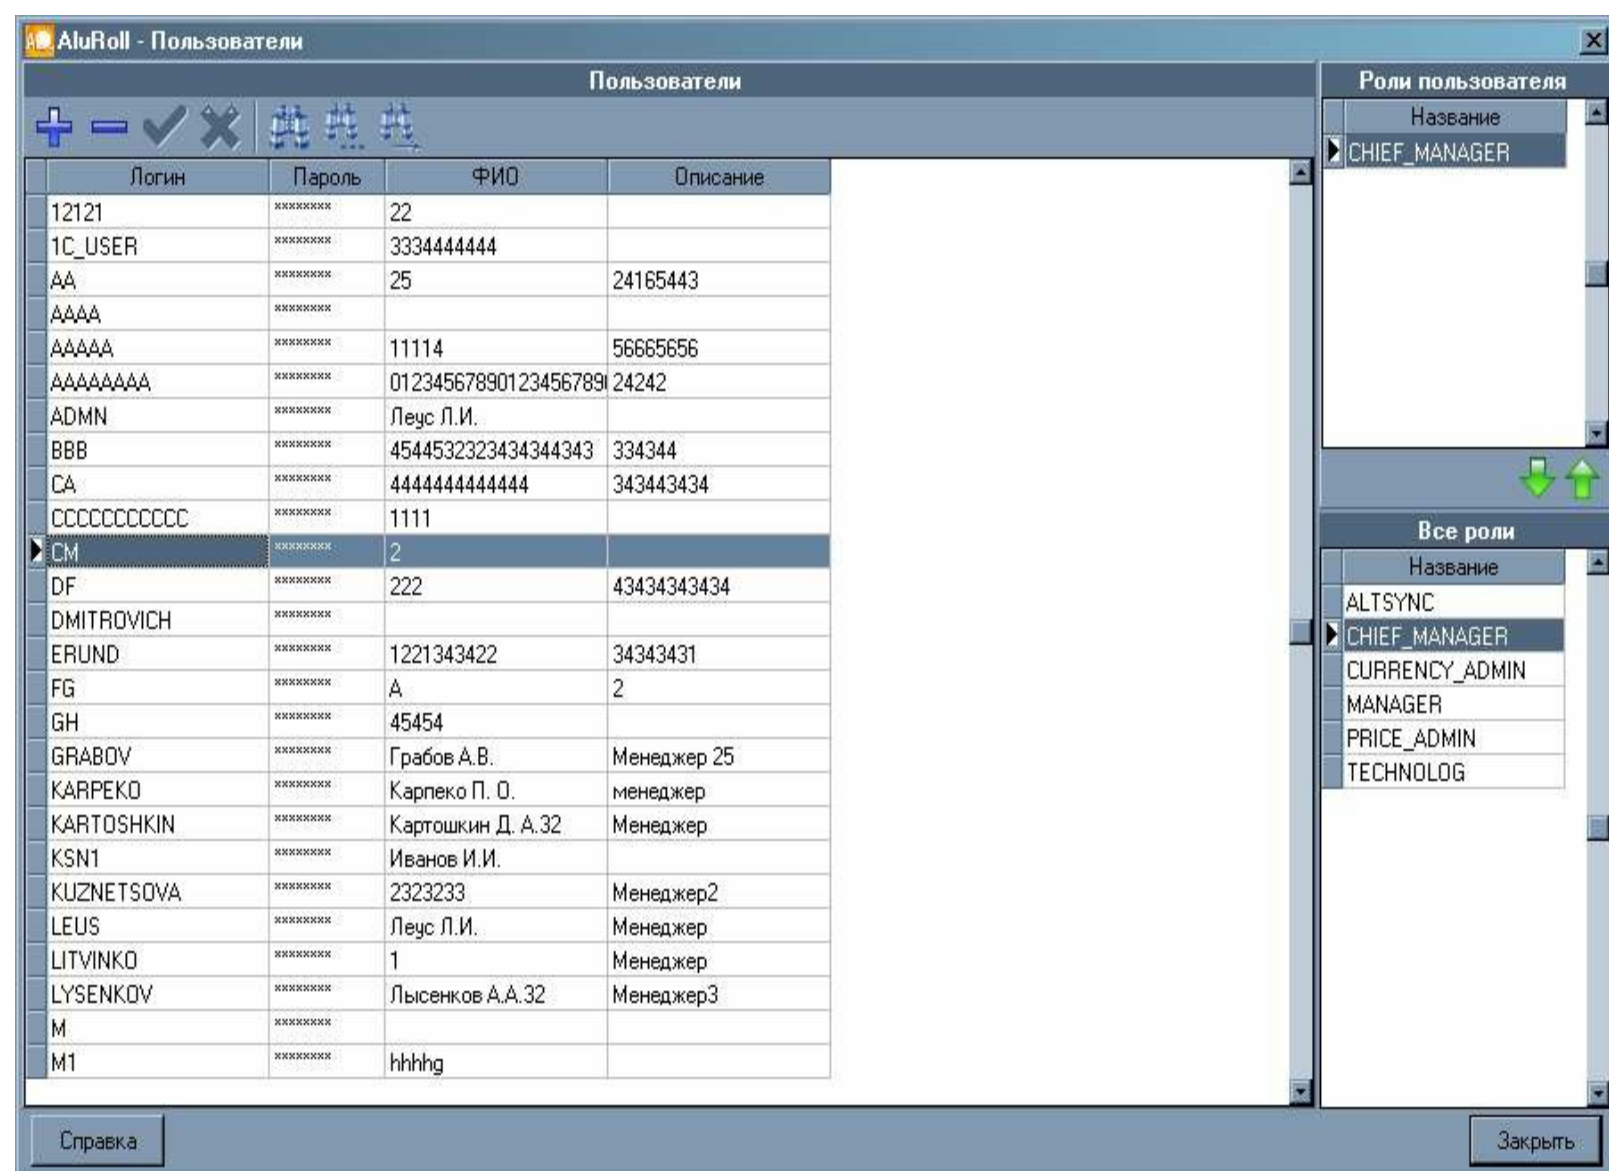 AluRoll - Пользователи
Пользователи
Логин Пароль ФИО Описание
12121 ******** 22
1C_USER ******** 3334444444
AA ******** 25 24165443
AAAA ********
AAAAA ******** 11114 56665656
AAAAAAAA ******** 01234567890123456789 24242
ADMN ******** Леус Л.И.
BBB ******** 4544532323434344343 334344
CA ******** 4444444444444 343443434
CCCCCCCCCCC ******** 1111
CM ******** 2
DF ******** 222 43434343434
DMITROVICH ********
ERUND ******** 1221343422 34343431
FG ******** A 2
GH ******** 45454
GRABOV ******** Грабов А.В. Менеджер 25
KARPEKO ******** Карпеко П. О. менеджер
KARTOSHKIN ******** Картошкин Д. А.32 Менеджер
KSN1 ******** Иванов И.И.
KUZNETSOVA ******** 2323233 Менеджер2
LEUS ******** Леус Л.И. Менеджер
LITVINKO ******** 1 Менеджер
LYSENKOV ******** Лысенков А.А.32 Менеджер3
M ********
M1 ******** hhhhg
Роли пользователя
Название
CHIEF_MANAGER
Все роли
Название
ALTSYNC
CHIEF_MANAGER
CURRENCY_ADMIN
MANAGER
PRICE_ADMIN
TECHNOLOG
Справка
Закрыть